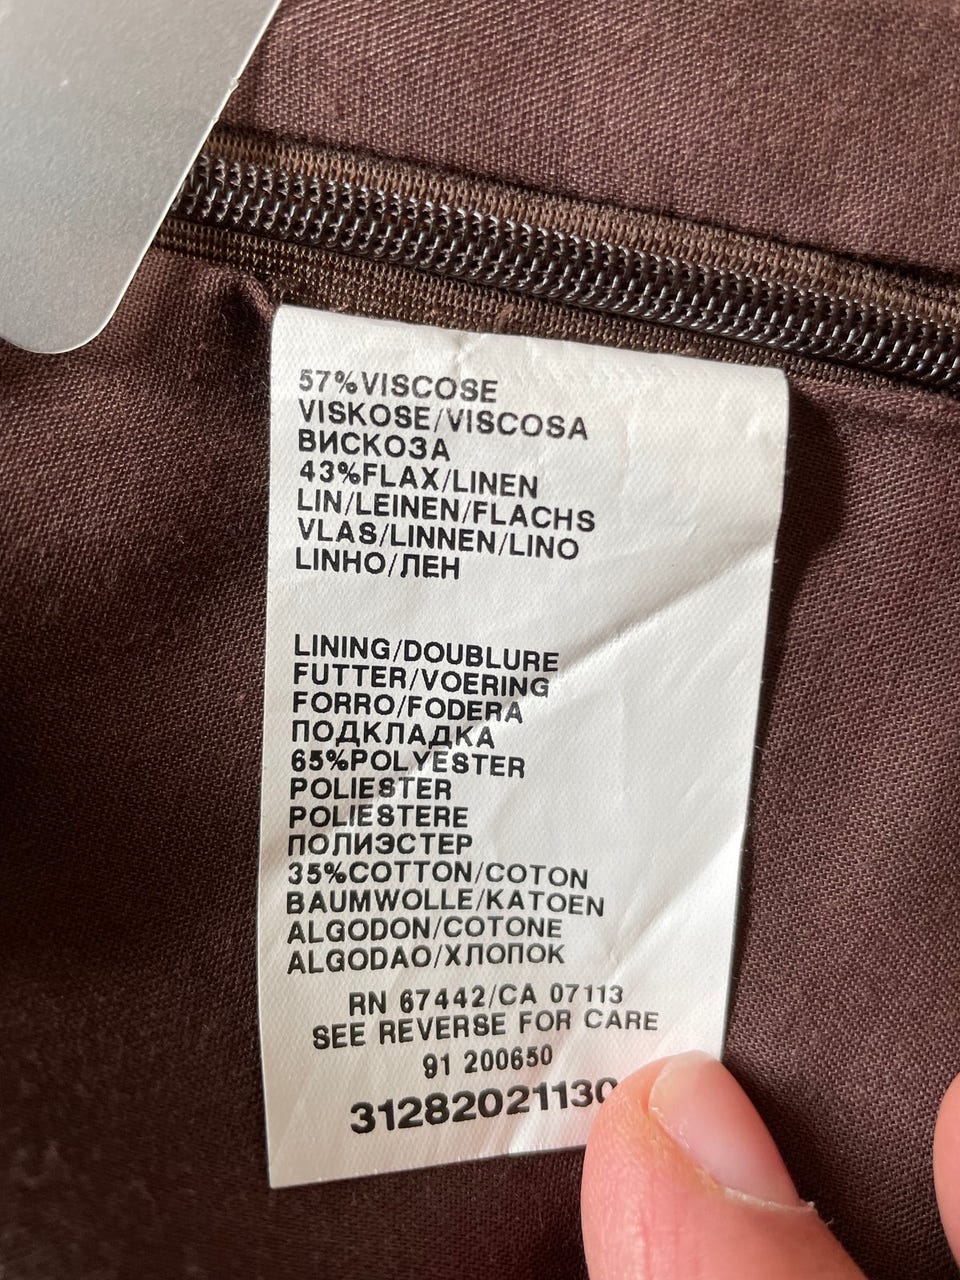 57%VISCOSE
VISKOSE/VISCOSA
ВИСКОЗА
43%FLAX/LINEN
LIN/LEINEN/FLACHS
VLAS/LINNEN/LINO
LINHO/ЛЕН
LINING/DOUBLURE
FUTTER/VOERING
FORRO/FODERA
ПОДКЛАДКА
65%POLYESTER
POLIESTER
POLIESTERE
ПОЛИЭСТЕР
35%COTTON/COTON
BAUMWOLLE/KATOEN
ALGODON/COTONE
ALGODAO/ХЛОПОК
RN 67442/CA 07113
SEE REVERSE FOR CARE
91 200650